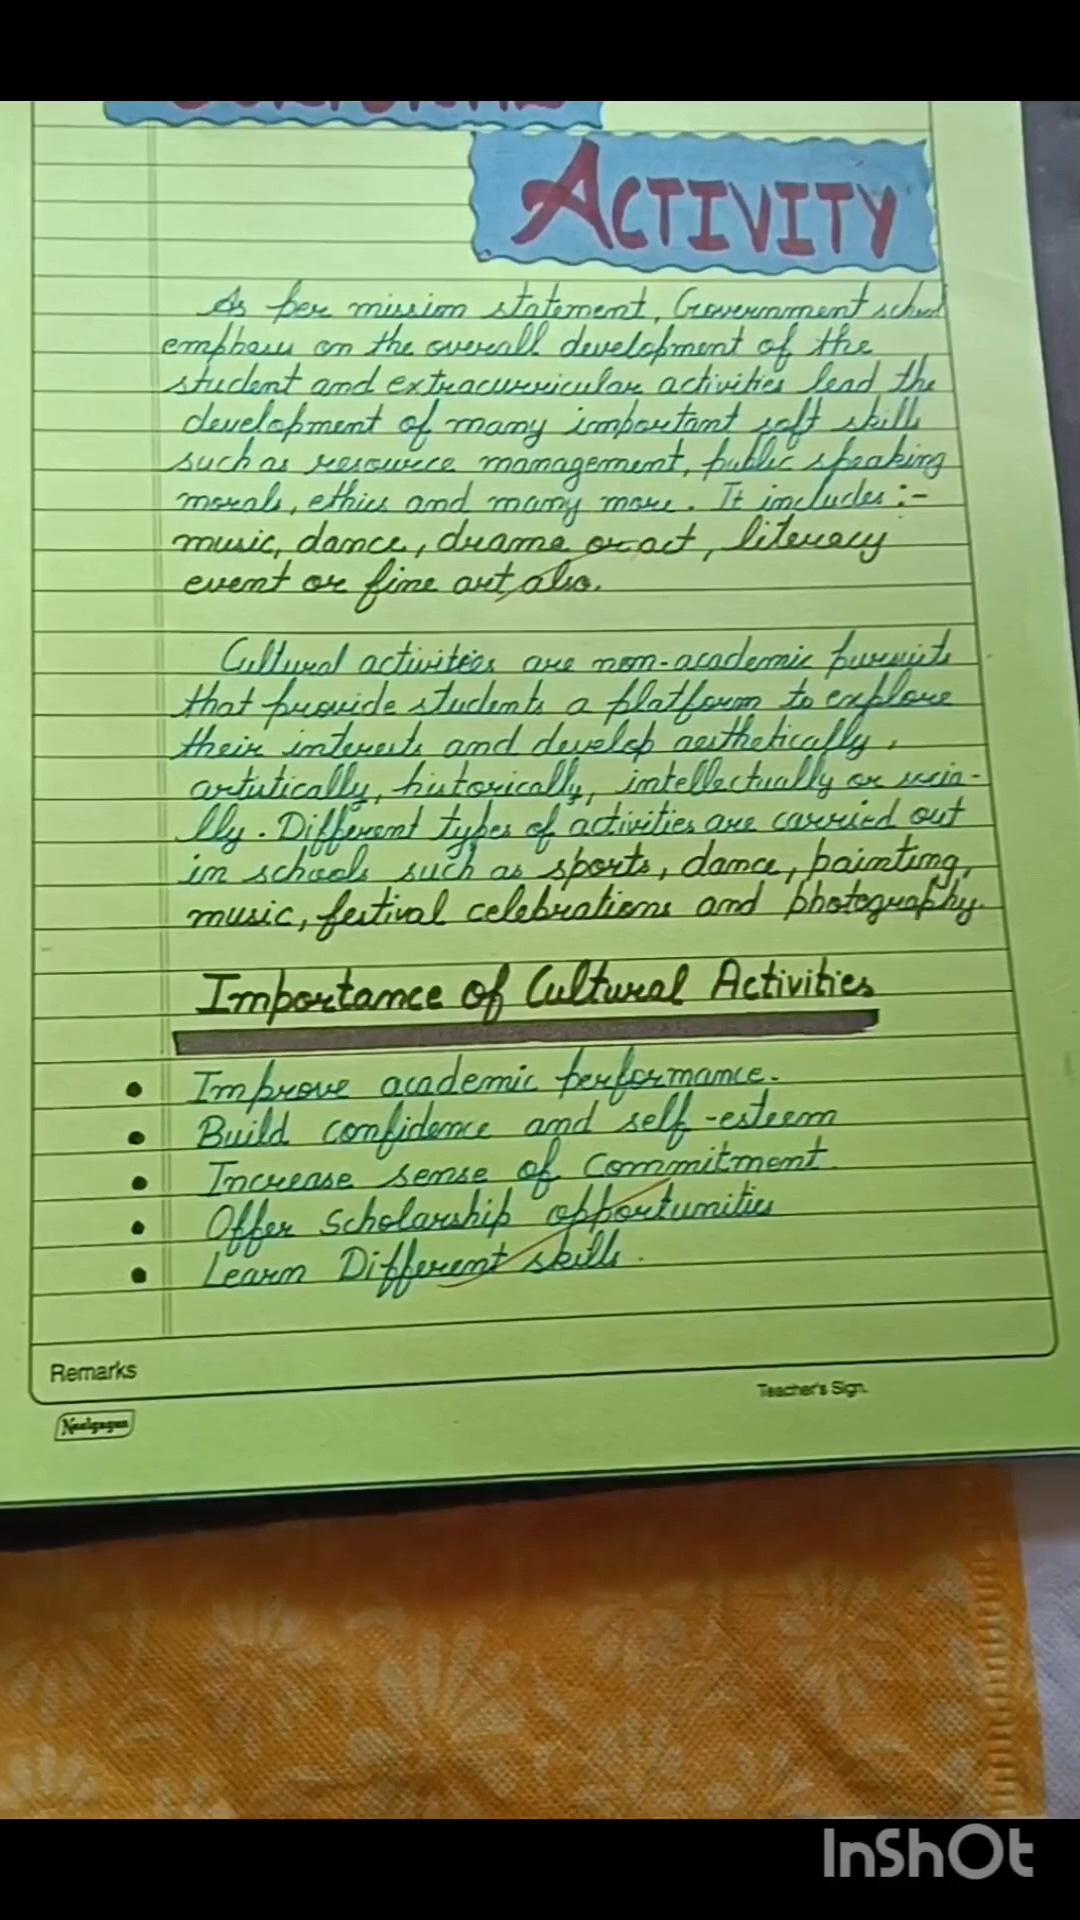 CULTURAL
ACTIVITY
As per mission statement, Government school
emphasis on the overall development of the
student and extracurricular activities lead the
development of many important soft skills
such as resource management, public speaking
morals, ethics and many more. It includes :-
music, dance, drama or act, literacy
event or fine art also.
Cultural activities are non-academic pursuits
that provide students a platform to explore
their interests and develop aesthetically,
artistically, historically, intellectually or socia-
lly. Different types of activities are carried out
in schools such as sports, dance, painting,
music, festival celebrations and photography.
Importance of Cultural Activities
• Improve academic performance.
• Build confidence and self-esteem
• Increase sense of commitment.
• Offer Scholarship opportunities
• Learn Different skills.
Remarks
Teacher's Sign.
Neelgagan
InShOt